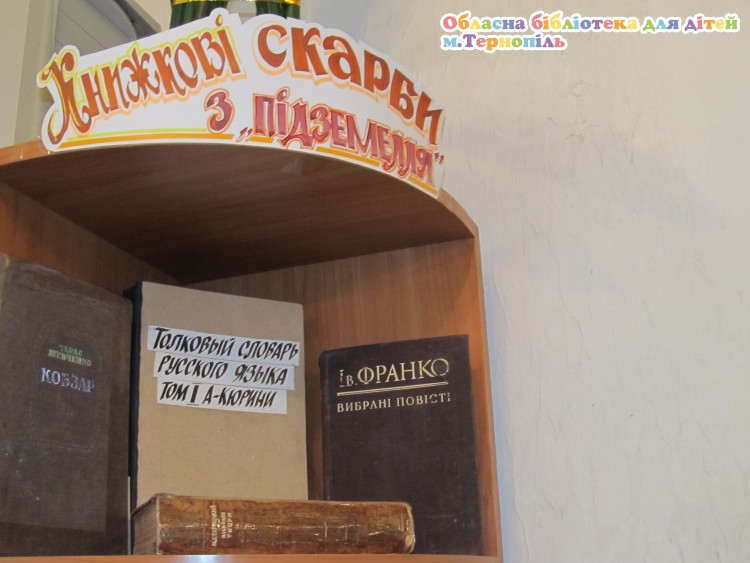 Обласна бібліотека для дітей
м.Тернопіль
Книжкові скарби
з „підземелля”
ТАРАС
ШЕВЧЕНКО
КОБЗАР
Толковый словарь
русского языка
том I А-Кюрины
Ів. ФРАНКО
ВИБРАНІ ПОВІСТІ